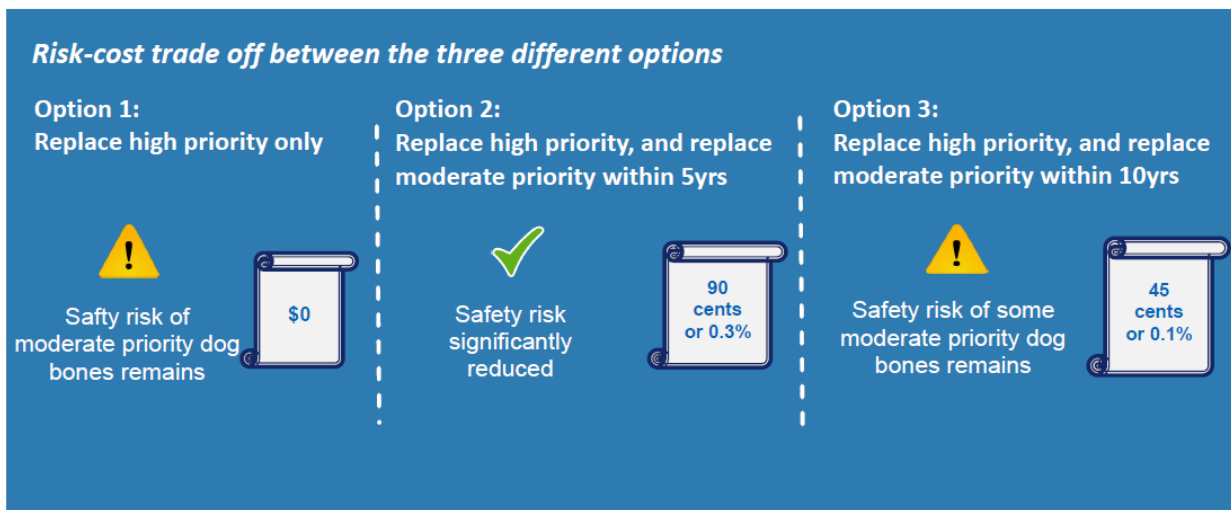 Risk-cost trade off between the three different options
Option 1:
Replace high priority only
$0
Safty risk of
moderate priority dog
bones remains
Option 2:
Replace high priority, and replace
moderate priority within 5yrs
90
cents
or 0.3%
Safety risk
significantly
reduced
Option 3:
Replace high priority, and replace
moderate priority within 10yrs
45
cents
or 0.1%
Safety risk of some
moderate priority dog
bones remains